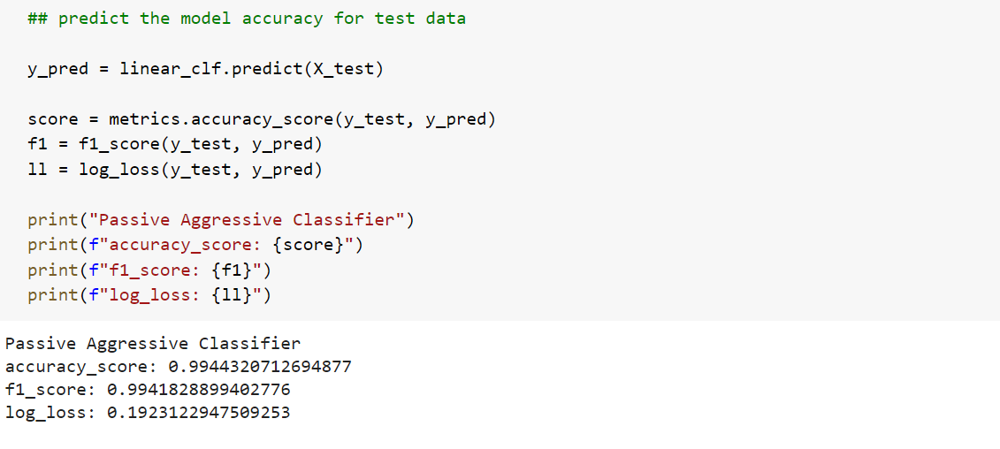 ## predict the model accuracy for test data
y_pred = linear_clf.predict(X_test)
score = metrics.accuracy_score(y_test, y_pred)
f1 = f1_score(y_test, y_pred)
ll = log_loss(y_test, y_pred)
print("Passive Aggressive Classifier")
print(f"accuracy_score: {score}")
print(f"f1_score: {f1}")
print(f"log_loss: {ll}")
Passive Aggressive Classifier
accuracy_score: 0.9944320712694877
f1_score: 0.9941828899402776
log_loss: 0.1923122947509253